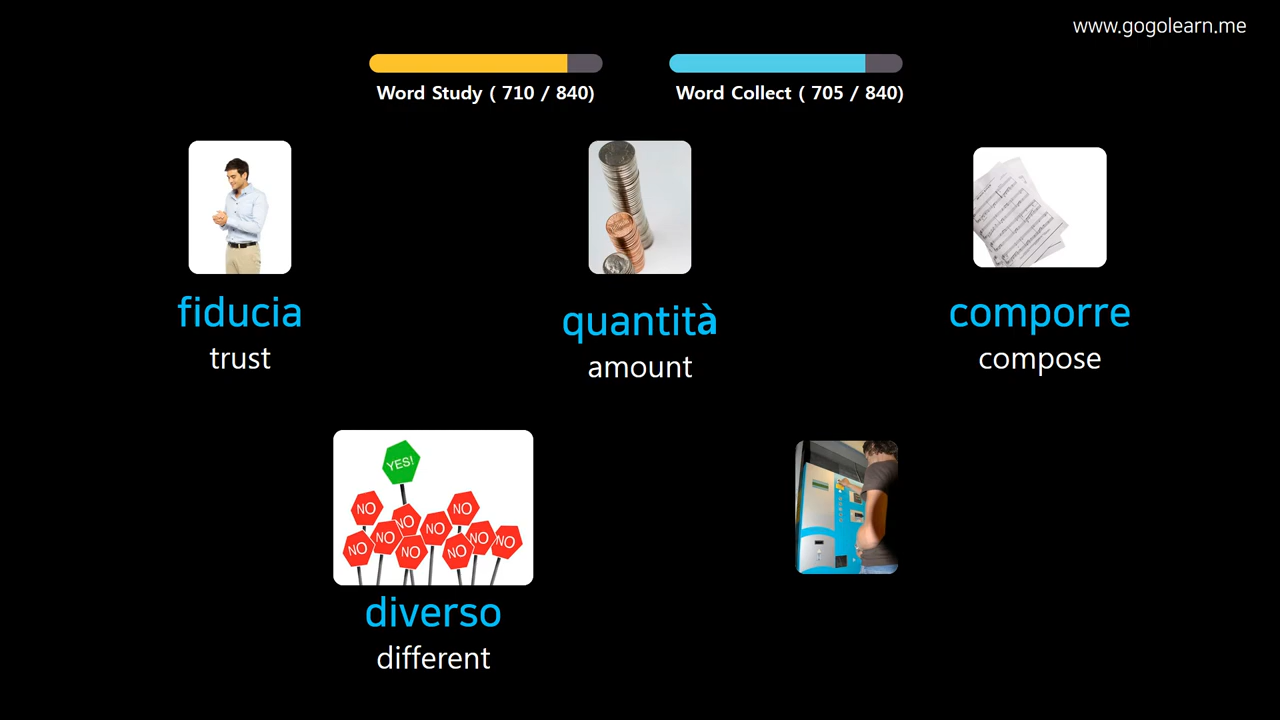 www.gogolearn.me
Word Study ( 710 / 840)
Word Collect ( 705 / 840)
fiducia
trust
quantità
amount
comporre
compose
YES!
NO
NO
NO
NO
NO
NO
NO
NO
NO
NO
diverso
different